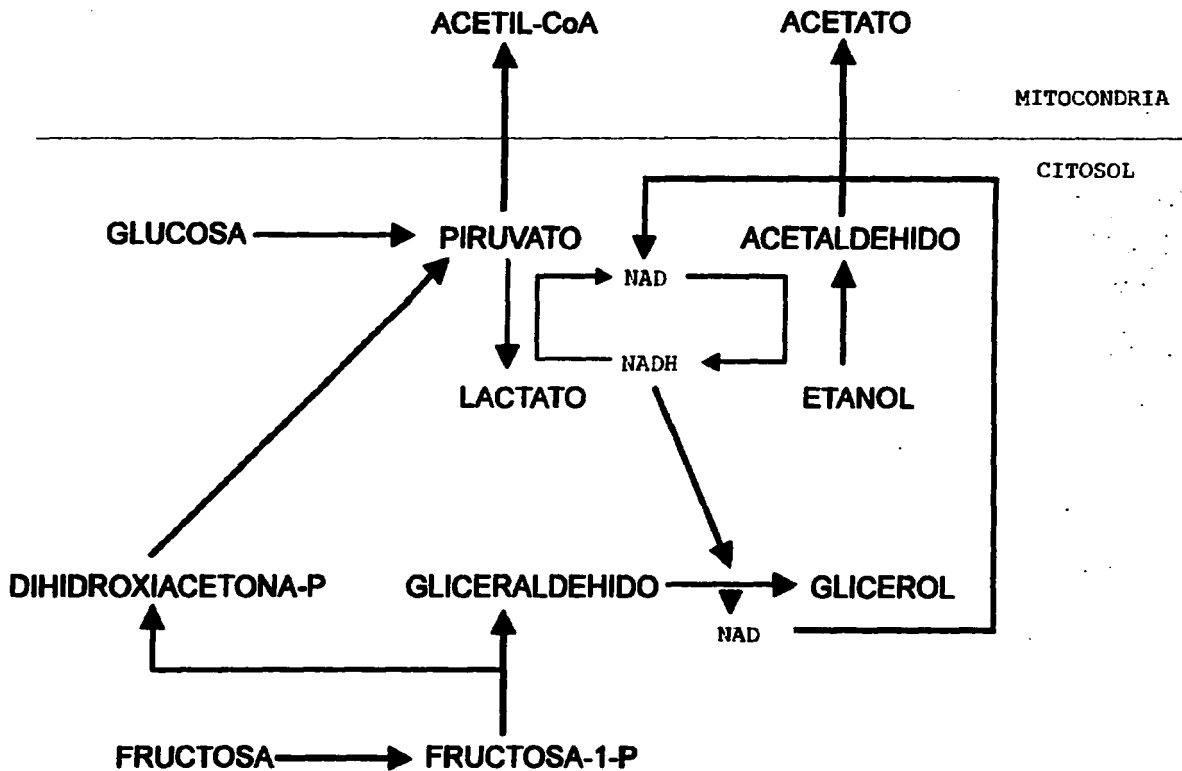 ACETIL-CoA
ACETATO
MITOCONDRIA
CITOSOL
GLUCOSA
PIRUVATO
ACETALDEHIDO
NAD
NADH
LACTATO
ETANOL
DIHIDROXIACETONA-P
GLICERALDEHIDO
GLICEROL
NAD
FRUCTOSA
FRUCTOSA-1-P